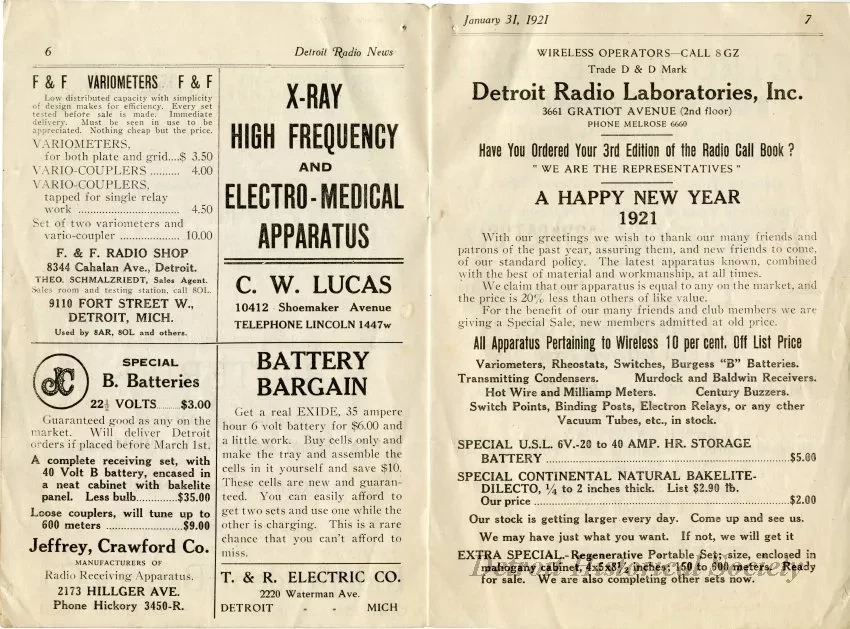 6
Detroit Radio News
F & F VARIOMETERS F & F
Low distributed capacity with simplicity
of design makes for efficiency. Every set
tested before sale is made. Immediate
delivery. Must be seen in use to be
appreciated. Nothing cheap but the price.
VARIOMETERS,
for both plate and grid....$ 3.50
VARIO-COUPLERS ......... 4.00
VARIO-COUPLERS,
tapped for single relay
work .......................... 4.50
Set of two variometers and
vario-coupler ................ 10.00
F. & F. RADIO SHOP
8344 Cahalan Ave., Detroit.
THEO. SCHMALZRIEDT, Sales Agent.
Sales room and testing station, call 8OL.
9110 FORT STREET W.,
DETROIT, MICH.
Used by 8AR, 8OL and others.
JC
SPECIAL
B. Batteries
22½ VOLTS.........$3.00
Guaranteed good as any on the
market. Will deliver Detroit
orders if placed before March 1st.
A complete receiving set, with
40 Volt B battery, encased in
a neat cabinet with bakelite
panel. Less bulb............$35.00
Loose couplers, will tune up to
600 meters ....................$9.00
Jeffrey, Crawford Co.
MANUFACTURERS OF
Radio Receiving Apparatus.
2173 HILLGER AVE.
Phone Hickory 3450-R.
X-RAY
HIGH FREQUENCY
AND
ELECTRO-MEDICAL
APPARATUS
C. W. LUCAS
10412 Shoemaker Avenue
TELEPHONE LINCOLN 1447w
BATTERY
BARGAIN
Get a real EXIDE, 35 ampere
hour 6 volt battery for $6.00 and
a little work. Buy cells only and
make the tray and assemble the
cells in it yourself and save $10.
These cells are new and guaran-
teed. You can easily afford to
get two sets and use one while the
other is charging. This is a rare
chance that you can't afford to
miss.
T. & R. ELECTRIC CO.
2220 Waterman Ave.
DETROIT - - MICH
January 31, 1921
7
WIRELESS OPERATORS—CALL 8GZ
Trade D & D Mark
Detroit Radio Laboratories, Inc.
3661 GRATIOT AVENUE (2nd floor)
PHONE MELROSE 6660
Have You Ordered Your 3rd Edition of the Radio Call Book ?
" WE ARE THE REPRESENTATIVES "
A HAPPY NEW YEAR
1921
With our greetings we wish to thank our many friends and
patrons of the past year, assuring them, and new friends to come,
of our standard policy. The latest apparatus known, combined
with the best of material and workmanship, at all times.
We claim that our apparatus is equal to any on the market, and
the price is 20% less than others of like value.
For the benefit of our many friends and club members we are
giving a Special Sale, new members admitted at old price.
All Apparatus Pertaining to Wireless 10 per cent. Off List Price
Variometers, Rheostats, Switches, Burgess "B" Batteries.
Transmitting Condensers. Murdock and Baldwin Receivers.
Hot Wire and Milliamp Meters. Century Buzzers.
Switch Points, Binding Posts, Electron Relays, or any other
Vacuum Tubes, etc., in stock.
SPECIAL U.S.L. 6V.-20 to 40 AMP. HR. STORAGE
BATTERY ..............................................................$5.00
SPECIAL CONTINENTAL NATURAL BAKELITE-
DILECTO, ¼ to 2 inches thick. List $2.90 lb.
Our price ................................................................$2.00
Our stock is getting larger every day. Come up and see us.
We may have just what you want. If not, we will get it
EXTRA SPECIAL.-Regenerative Portable Set; size, enclosed in
mahogany cabinet, 4x5x8½ inches; 150 to 600 meters. Ready
for sale. We are also completing other sets now.
Detroit Historical Society